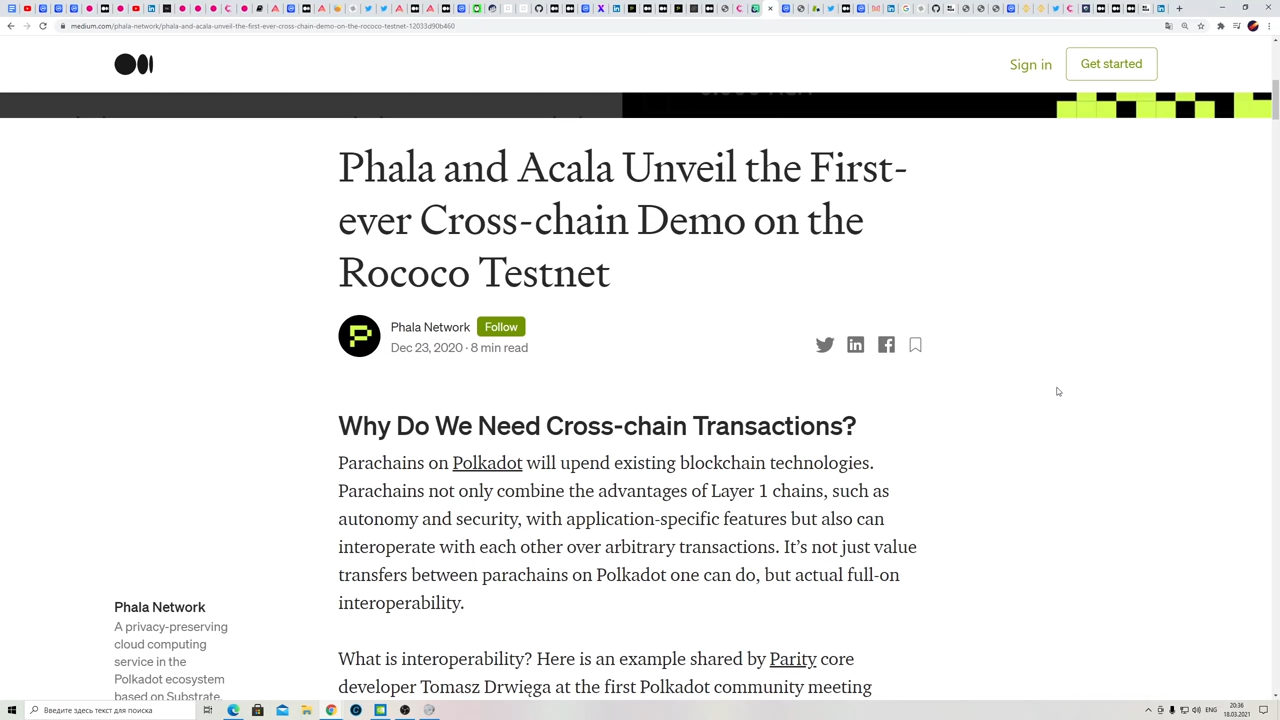 medium.com/phala-network/phala-and-acala-unveil-the-first-ever-cross-chain-demo-on-the-rococo-testnet-12033d90b460
Sign in
Get started
Phala and Acala Unveil the First-
ever Cross-chain Demo on the
Rococo Testnet
Phala Network
Follow
Dec 23, 2020 · 8 min read
Why Do We Need Cross-chain Transactions?
Parachains on Polkadot will upend existing blockchain technologies.
Parachains not only combine the advantages of Layer 1 chains, such as
autonomy and security, with application-specific features but also can
interoperate with each other over arbitrary transactions. It’s not just value
transfers between parachains on Polkadot one can do, but actual full-on
interoperability.
Phala Network
A privacy-preserving
cloud computing
service in the
Polkadot ecosystem
based on Substrate.
What is interoperability? Here is an example shared by Parity core
developer Tomasz Drwięga at the first Polkadot community meeting
Введите здесь текст для поиска
ENG
20:36
18.03.2021